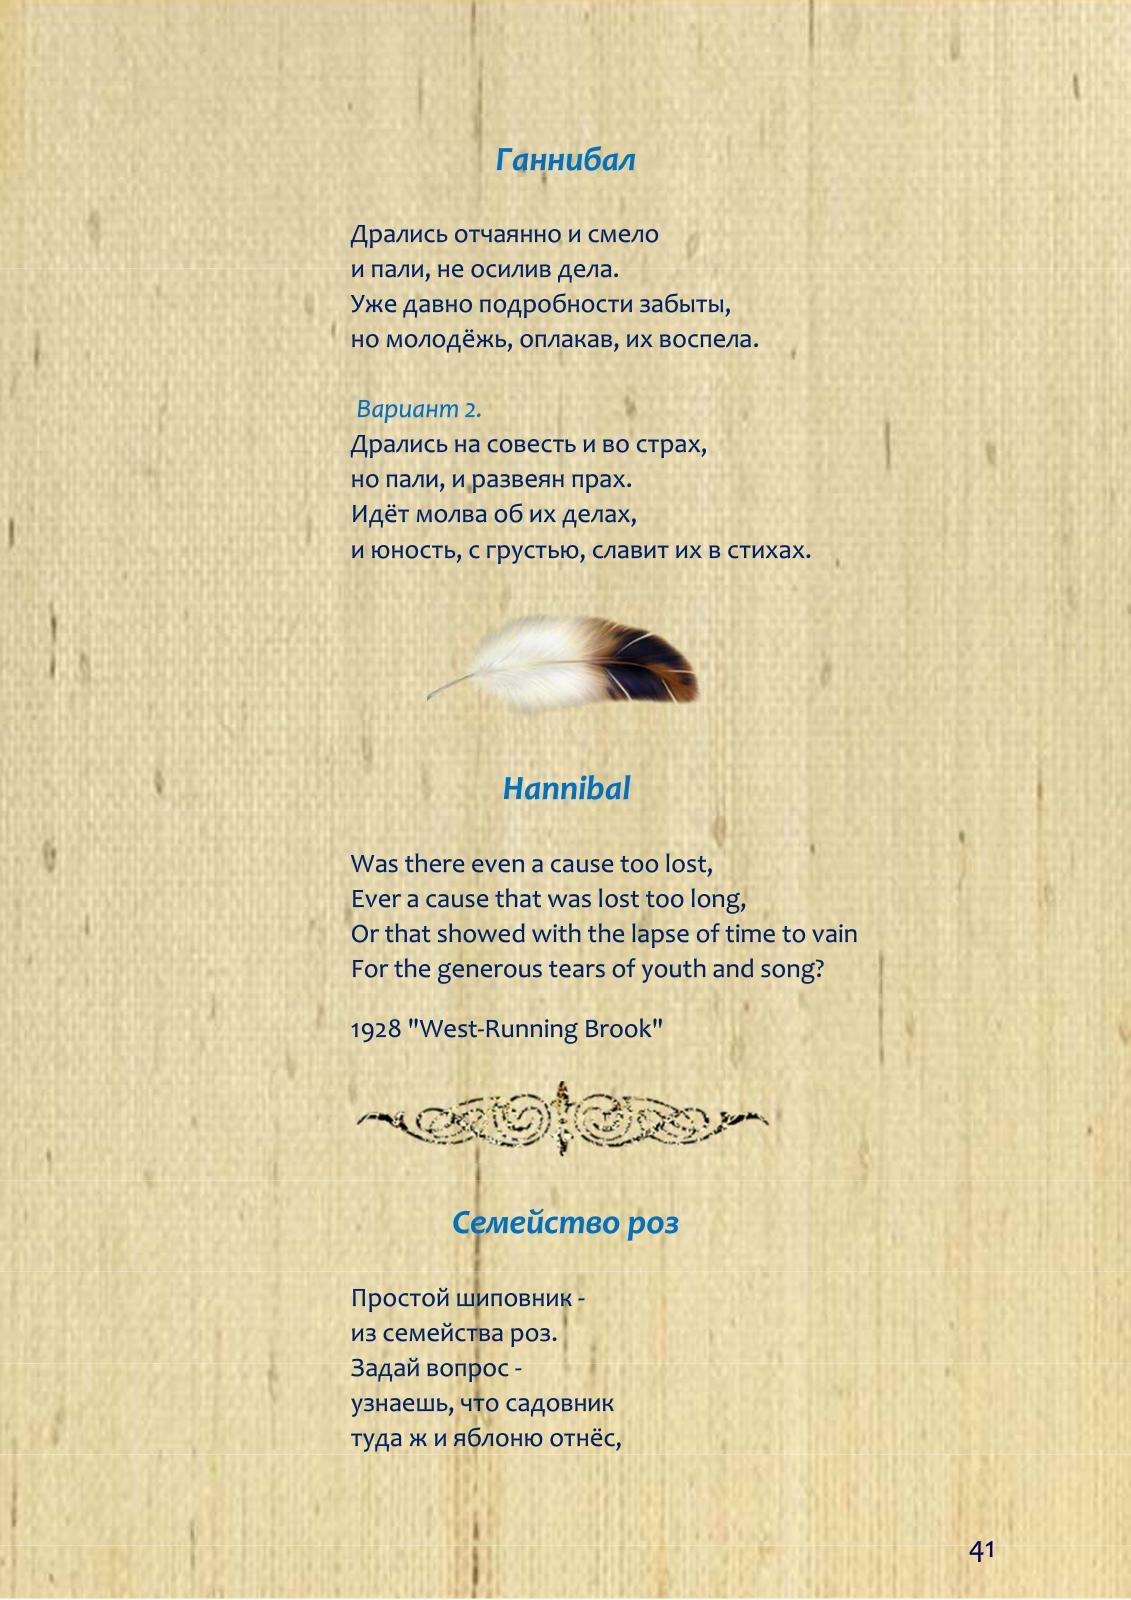 Ганнибал
Дрались отчаянно и смело
и пали, не осилив дела.
Уже давно подробности забыты,
но молодёжь, оплакав, их воспела.
Вариант 2.
Дрались на совесть и во страх,
но пали, и развеян прах.
Идёт молва об их делах,
и юность, с грустью, славит их в стихах.
Hannibal
Was there even a cause too lost,
Ever a cause that was lost too long,
Or that showed with the lapse of time to vain
For the generous tears of youth and song?
1928 "West-Running Brook"
Семейство роз
Простой шиповник -
из семейства роз.
Задай вопрос -
узнаешь, что садовник
туда ж и яблоню отнёс,
41